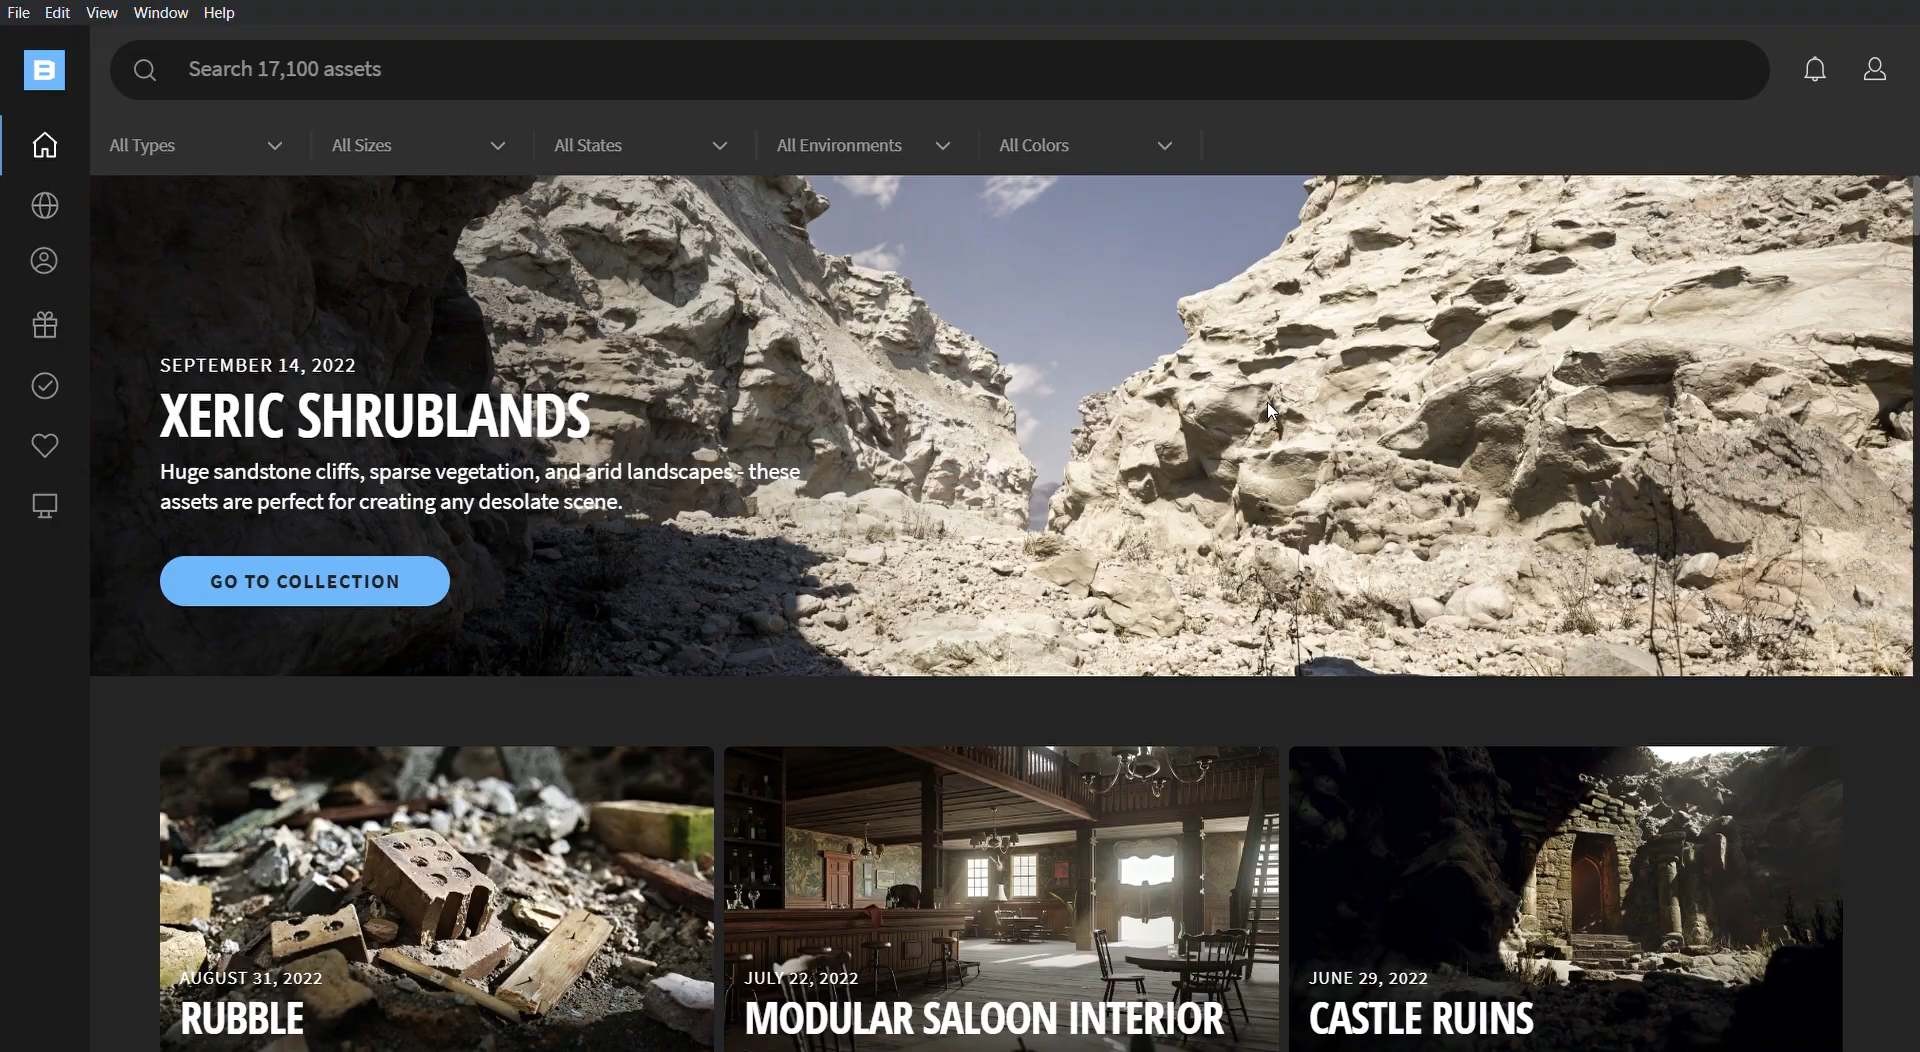 File Edit View Window Help
B
Search 17,100 assets
All Types All Sizes All States All Environments All Colors
SEPTEMBER 14, 2022
XERIC SHRUBLANDS
Huge sandstone cliffs, sparse vegetation, and arid landscapes - these
assets are perfect for creating any desolate scene.
GO TO COLLECTION
AUGUST 31, 2022
RUBBLE
JULY 22, 2022
MODULAR SALOON INTERIOR
JUNE 29, 2022
CASTLE RUINS